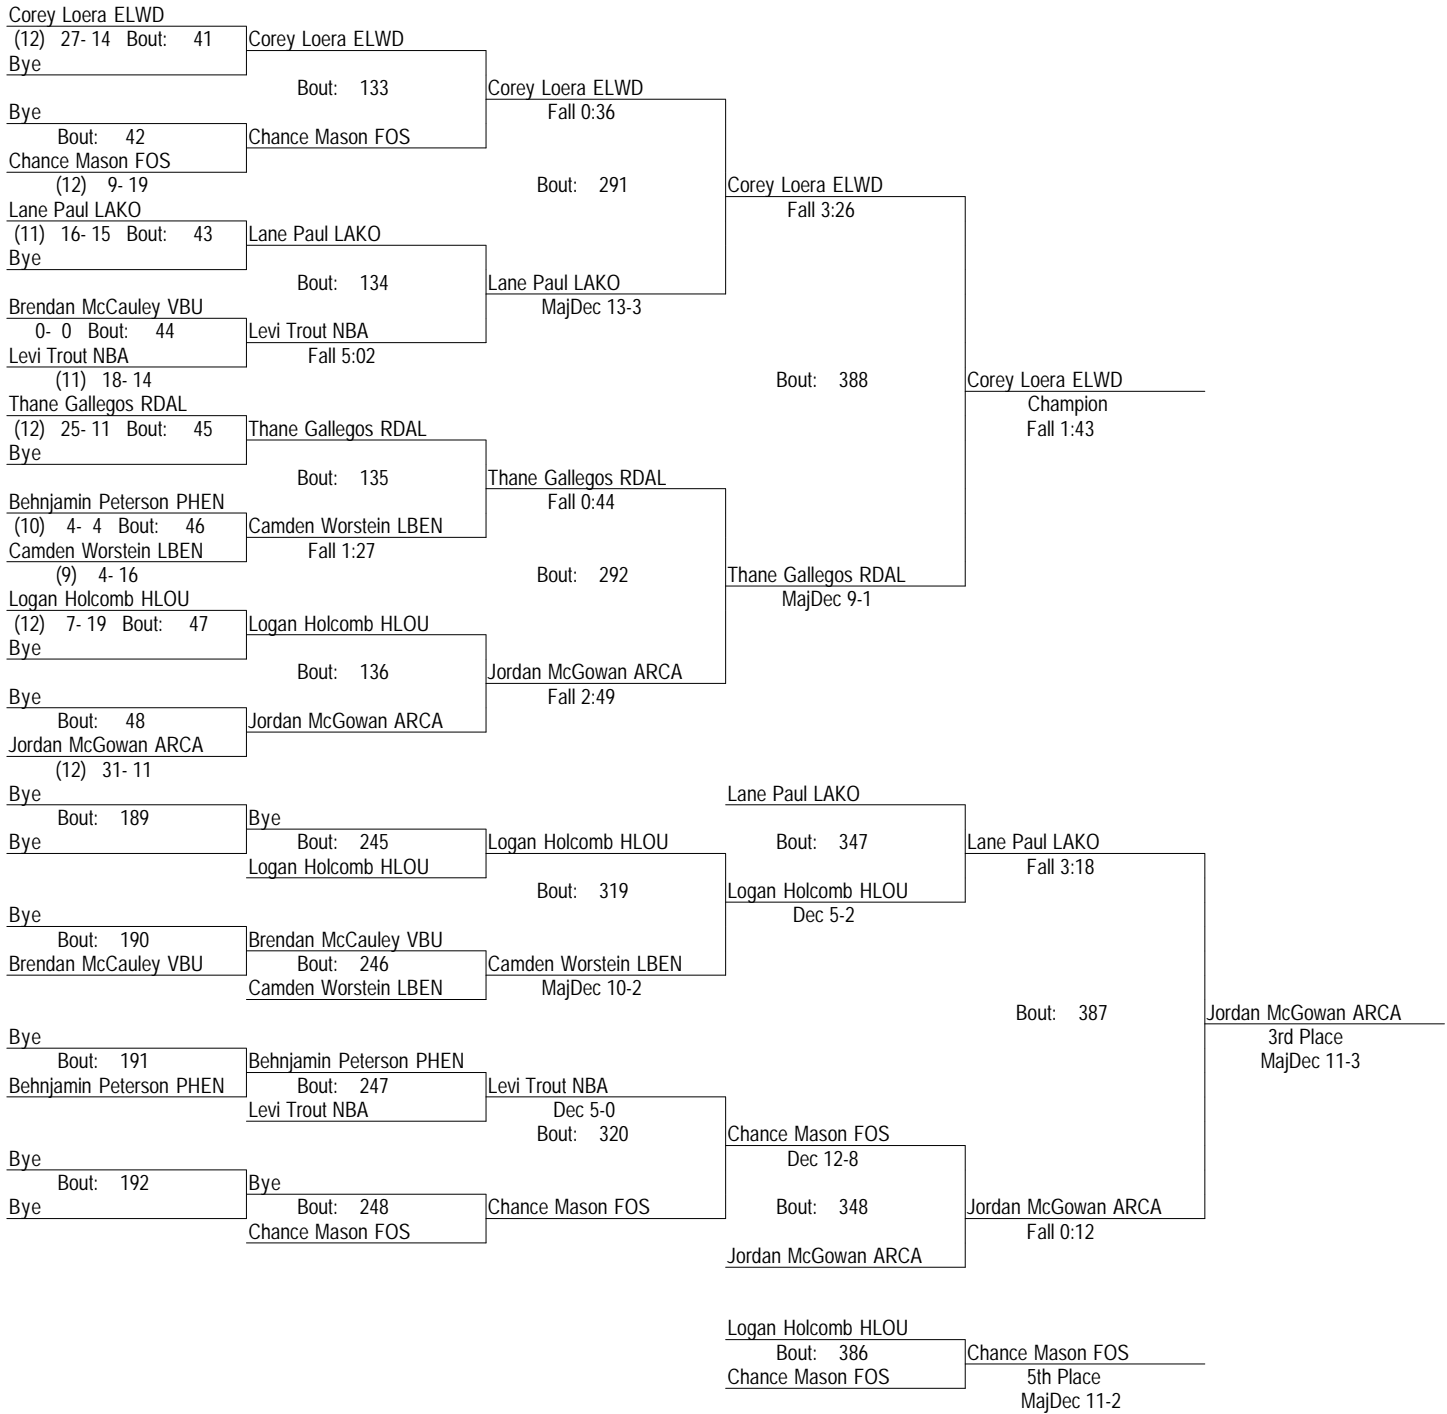 Corey Loera ELWD
(12) 27- 14 Bout: 41
Corey Loera ELWD
Bye
Bout: 133
Corey Loera ELWD
Bye
Fall 0:36
Bout: 42
Chance Mason FOS
Chance Mason FOS
(12) 9- 19
Bout: 291
Corey Loera ELWD
Lane Paul LAKO
Fall 3:26
(11) 16- 15 Bout: 43
Lane Paul LAKO
Bye
Bout: 134
Lane Paul LAKO
Brendan McCauley VBU
MajDec 13-3
0- 0 Bout: 44
Levi Trout NBA
Levi Trout NBA
Fall 5:02
(11) 18- 14
Bout: 388
Corey Loera ELWD
Thane Gallegos RDAL
Champion
(12) 25- 11 Bout: 45
Thane Gallegos RDAL
Fall 1:43
Bye
Bout: 135
Thane Gallegos RDAL
Behnjamin Peterson PHEN
Fall 0:44
(10) 4- 4 Bout: 46
Camden Worstein LBEN
Camden Worstein LBEN
Fall 1:27
(9) 4- 16
Bout: 292
Thane Gallegos RDAL
Logan Holcomb HLOU
MajDec 9-1
(12) 7- 19 Bout: 47
Logan Holcomb HLOU
Bye
Bout: 136
Jordan McGowan ARCA
Bye
Fall 2:49
Bout: 48
Jordan McGowan ARCA
Jordan McGowan ARCA
(12) 31- 11
Bye
Lane Paul LAKO
Bout: 189
Bye
Bye
Bout: 245
Logan Holcomb HLOU
Bout: 347
Lane Paul LAKO
Logan Holcomb HLOU
Fall 3:18
Bout: 319
Logan Holcomb HLOU
Bye
Dec 5-2
Bout: 190
Brendan McCauley VBU
Brendan McCauley VBU
Bout: 246
Camden Worstein LBEN
Camden Worstein LBEN
MajDec 10-2
Bout: 387
Jordan McGowan ARCA
Bye
3rd Place
Bout: 191
Behnjamin Peterson PHEN
MajDec 11-3
Behnjamin Peterson PHEN
Bout: 247
Levi Trout NBA
Levi Trout NBA
Dec 5-0
Bout: 320
Chance Mason FOS
Bye
Dec 12-8
Bout: 192
Bye
Bye
Bout: 248
Chance Mason FOS
Bout: 348
Jordan McGowan ARCA
Chance Mason FOS
Fall 0:12
Jordan McGowan ARCA
Logan Holcomb HLOU
Bout: 386
Chance Mason FOS
Chance Mason FOS
5th Place
MajDec 11-2